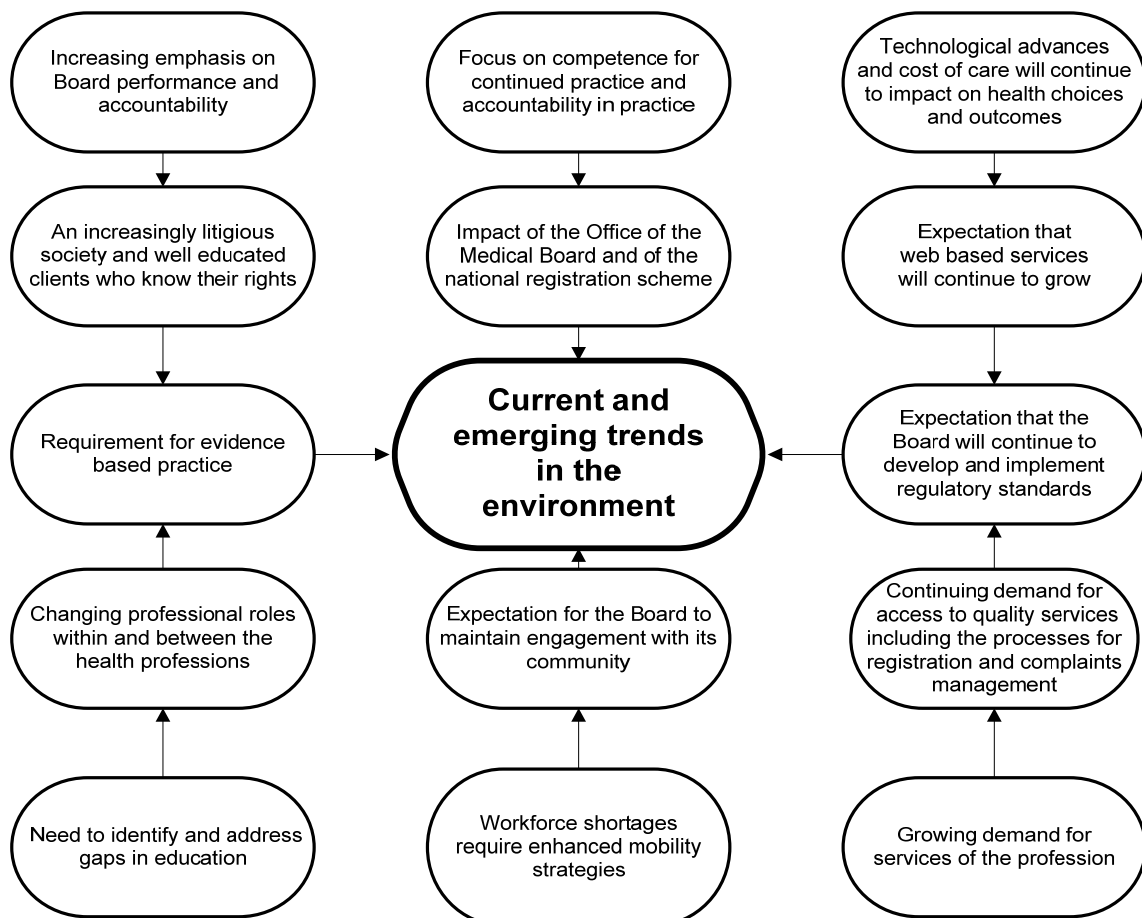 Increasing emphasis on
Board performance and
accountability
Focus on competence for
continued practice and
accountability in practice
Technological advances
and cost of care will continue
to impact on health choices
and outcomes
An increasingly litigious
society and well educated
clients who know their rights
Impact of the Office of the
Medical Board and of the
national registration scheme
Expectation that
web based services
will continue to grow
Requirement for evidence
based practice
Current and
emerging trends
in the
environment
Expectation that the
Board will continue to
develop and implement
regulatory standards
Changing professional roles
within and between the
health professions
Expectation for the Board to
maintain engagement with its
community
Continuing demand for
access to quality services
including the processes for
registration and complaints
management
Need to identify and address
gaps in education
Workforce shortages
require enhanced mobility
strategies
Growing demand for
services of the profession